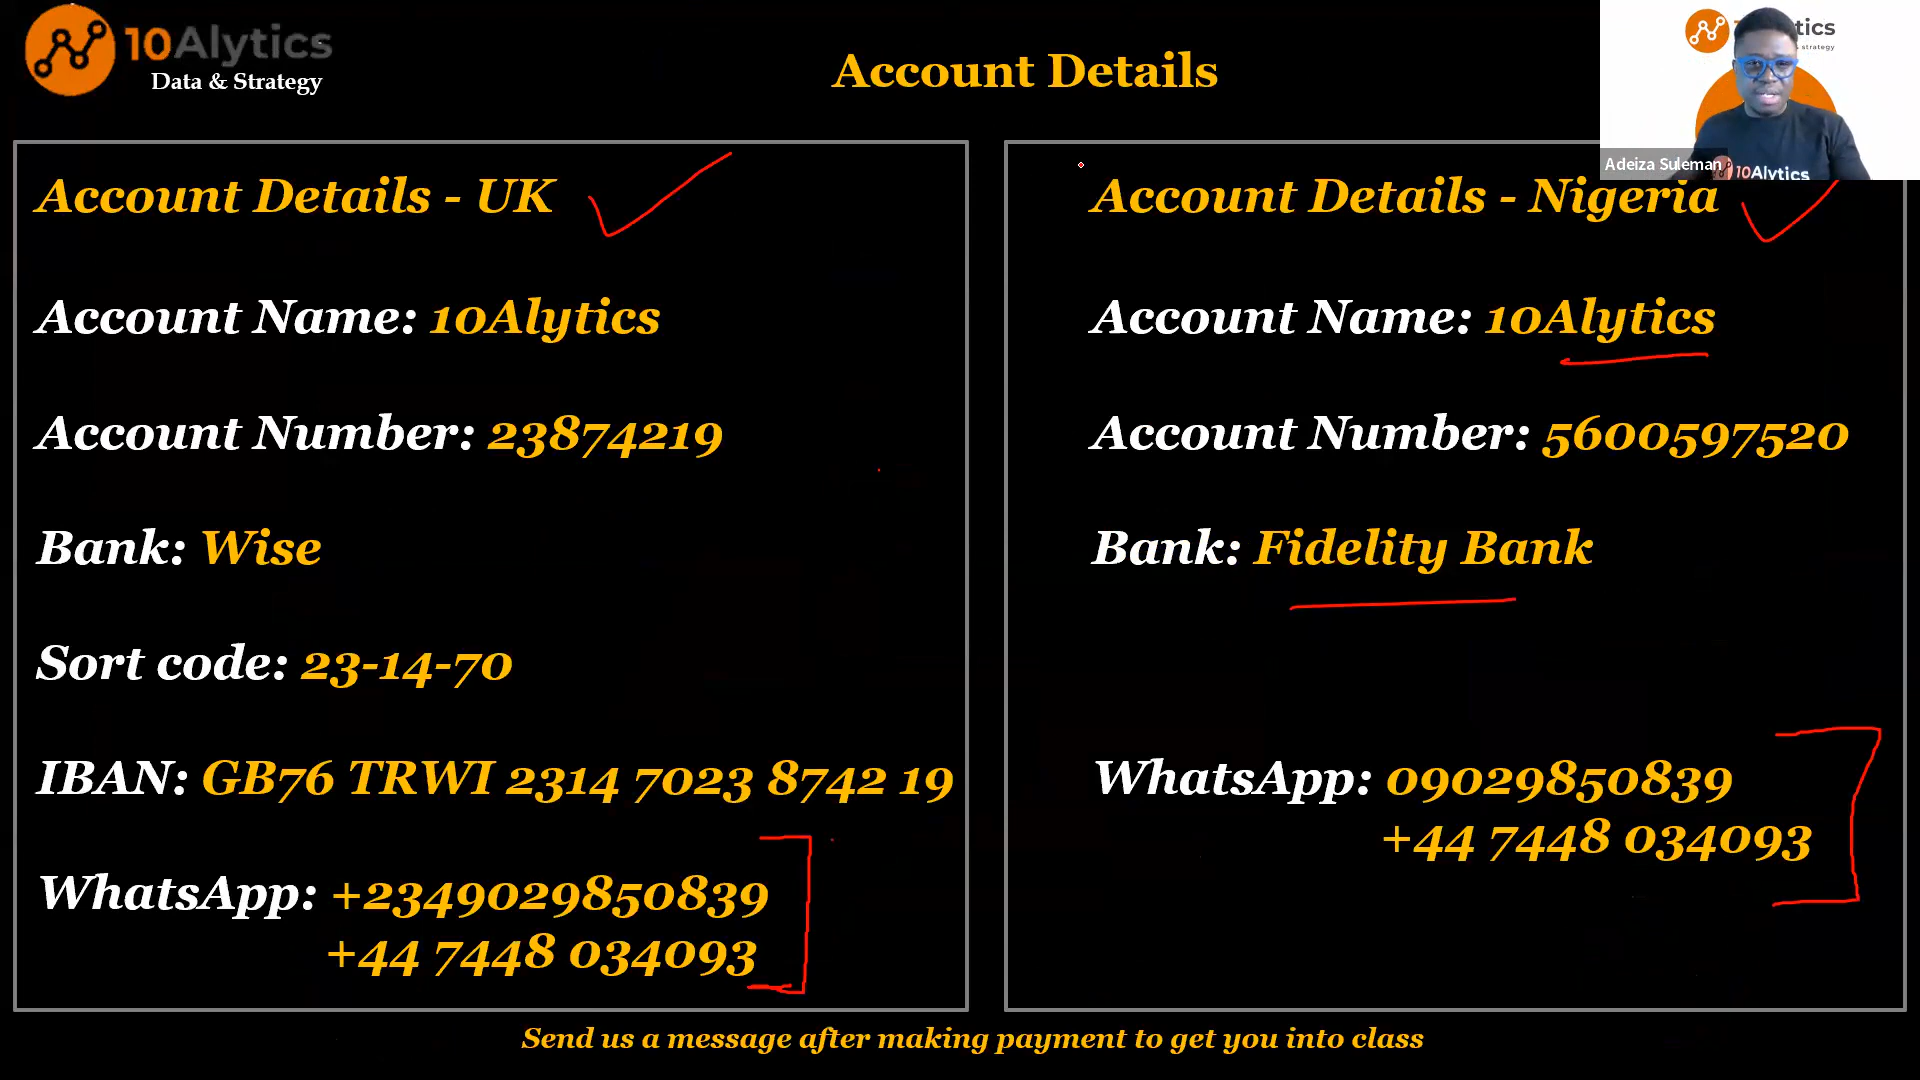 10Alytics
Data & Strategy
Account Details
tics
strategy
Adeiza Suleman
10Alytics
Account Details - UK
Account Name: 10Alytics
Account Number: 23874219
Bank: Wise
Sort code: 23-14-70
IBAN: GB76 TRWI 2314 7023 8742 19
WhatsApp: +2349029850839
+44 7448 034093
Account Details - Nigeria
Account Name: 10Alytics
Account Number: 5600597520
Bank: Fidelity Bank
WhatsApp: 09029850839
+44 7448 034093
Send us a message after making payment to get you into class